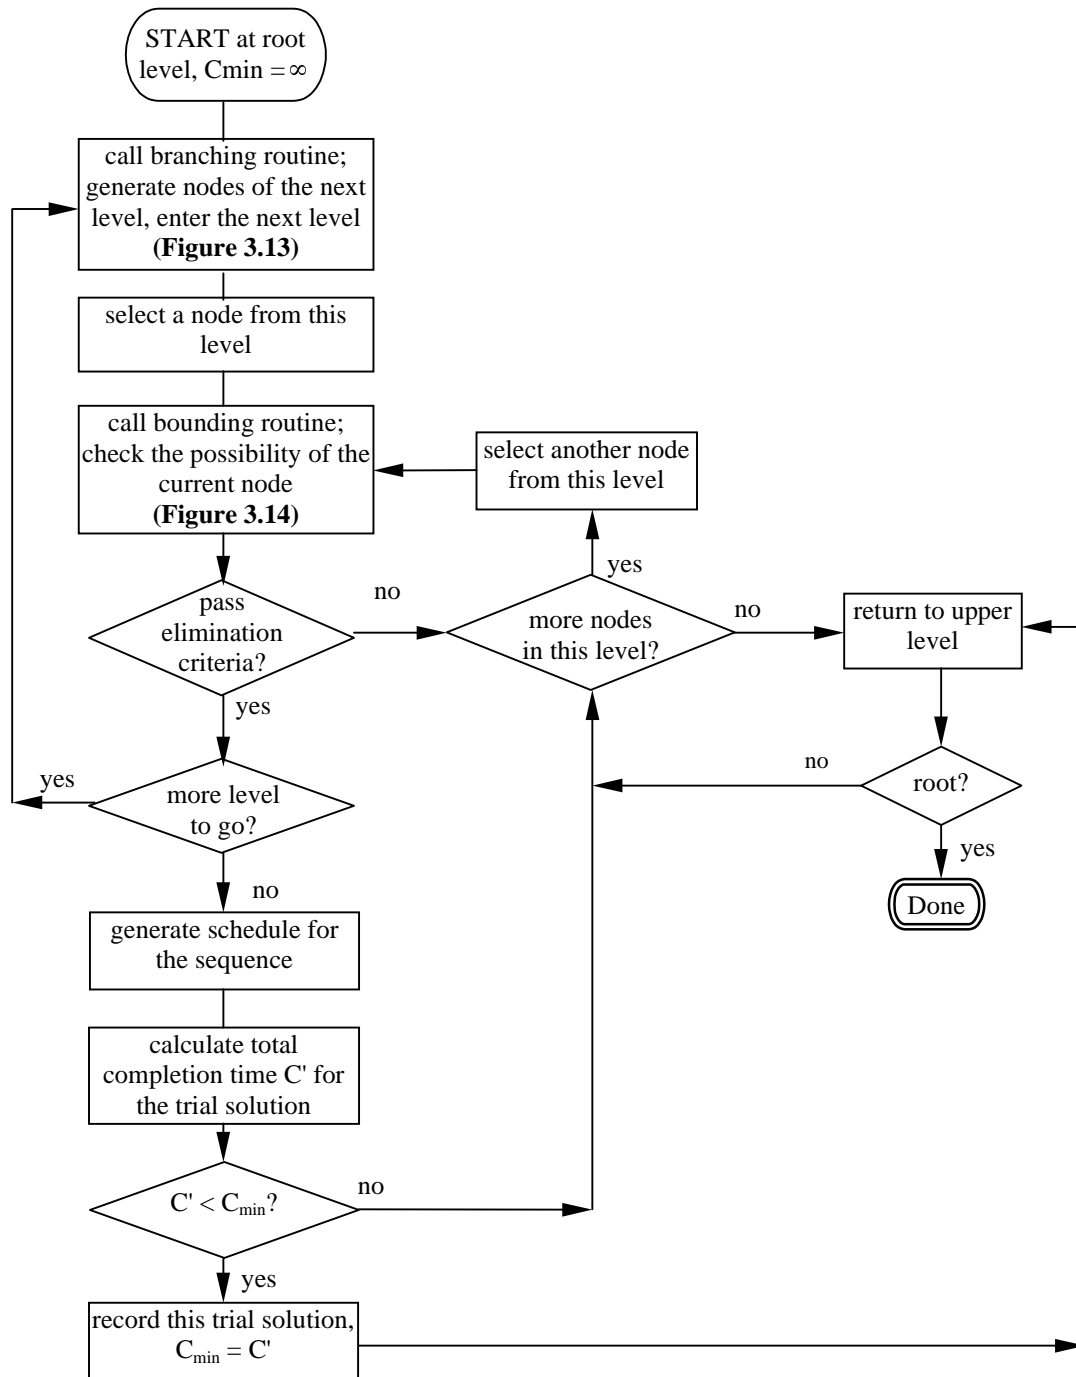 START at root
level, Cmin = ∞
call branching routine;
generate nodes of the next
level, enter the next level
(Figure 3.13)
select a node from this
level
call bounding routine;
check the possibility of the
current node
(Figure 3.14)
select another node
from this level
yes
pass
elimination
criteria?
no
more nodes
in this level?
no
return to upper
level
yes
yes
more level
to go?
no
root?
yes
Done
no
generate schedule for
the sequence
calculate total
completion time C' for
the trial solution
C' < Cmin?
no
yes
record this trial solution,
Cmin = C'